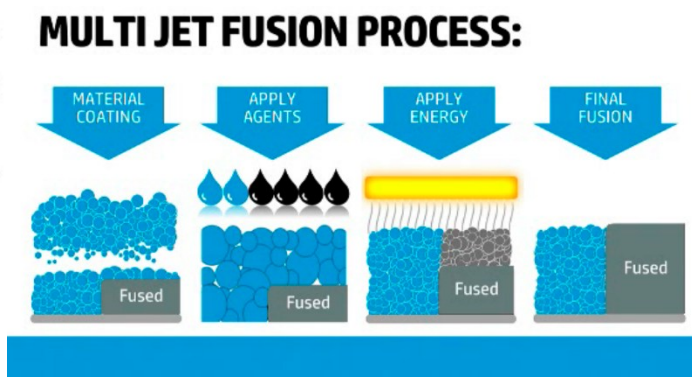 MULTI JET FUSION PROCESS:
MATERIAL
COATING
APPLY
AGENTS
APPLY
ENERGY
FINAL
FUSION
Fused
Fused
Fused
Fused